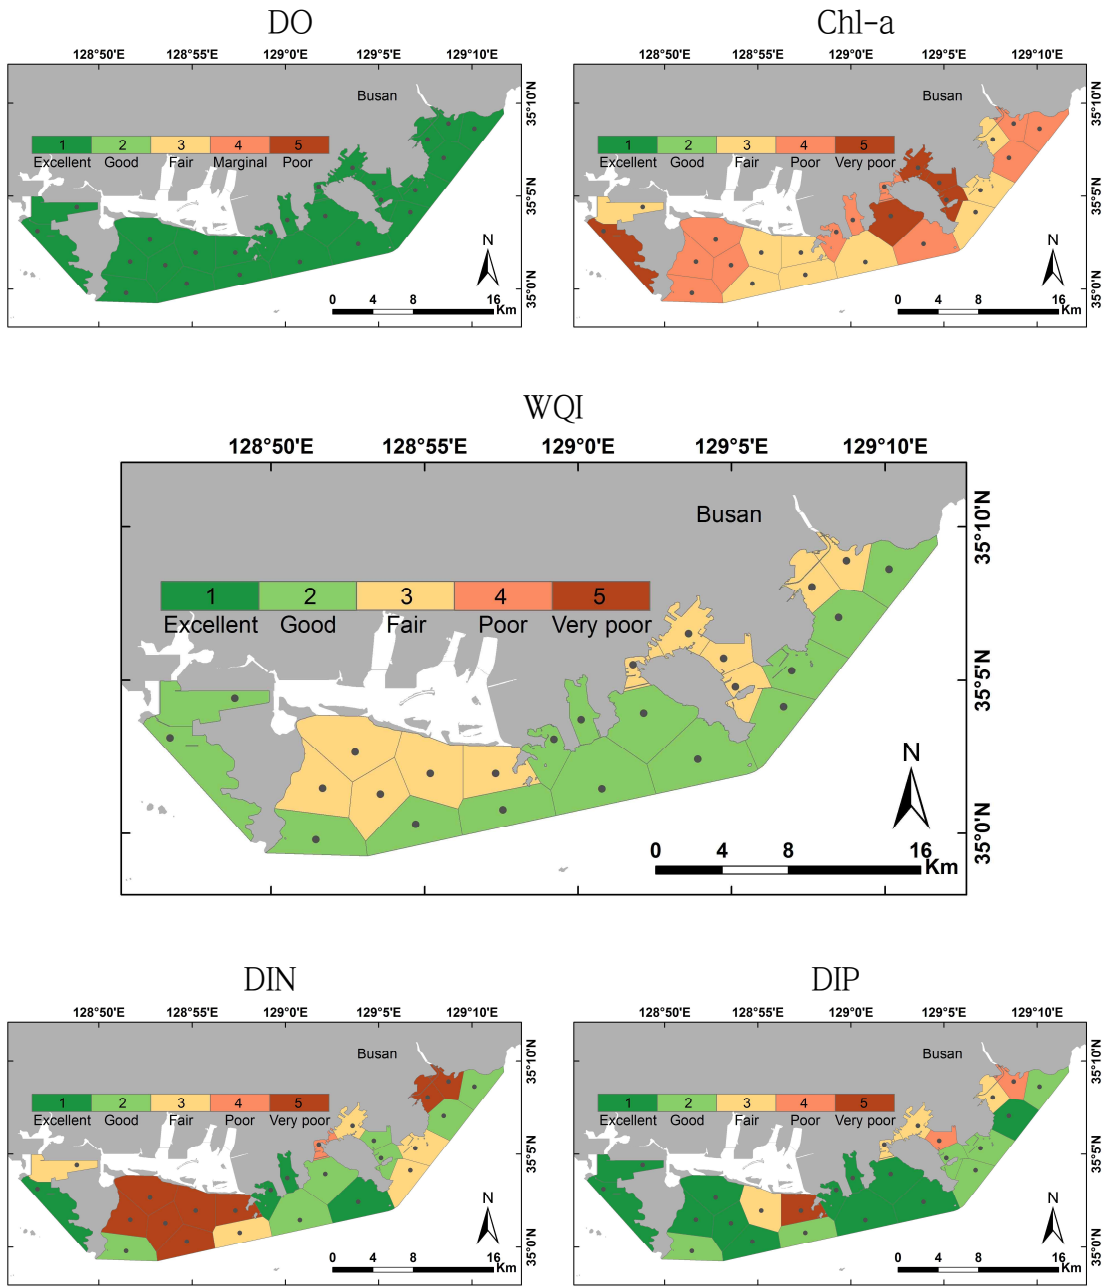 DO
128°50'E 128°55'E 129°0'E 129°5'E 129°10'E
Busan
35°10'N
1 2 3 4 5
Excellent Good Fair Marginal Poor
35°5'N
N
35°0'N
0 4 8 16
Km
Chl-a
128°50'E 128°55'E 129°0'E 129°5'E 129°10'E
Busan
35°10'N
1 2 3 4 5
Excellent Good Fair Poor Very poor
35°5'N
N
35°0'N
0 4 8 16
Km
WQI
128°50'E 128°55'E 129°0'E 129°5'E 129°10'E
Busan
35°10'N
1 2 3 4 5
Excellent Good Fair Poor Very poor
35°5'N
N
35°0'N
0 4 8 16
Km
DIN
128°50'E 128°55'E 129°0'E 129°5'E 129°10'E
Busan
35°10'N
1 2 3 4 5
Excellent Good Fair Poor Very poor
35°5'N
N
35°0'N
0 4 8 16
Km
DIP
128°50'E 128°55'E 129°0'E 129°5'E 129°10'E
Busan
35°10'N
1 2 3 4 5
Excellent Good Fair Poor Very poor
35°5'N
N
35°0'N
0 4 8 16
Km